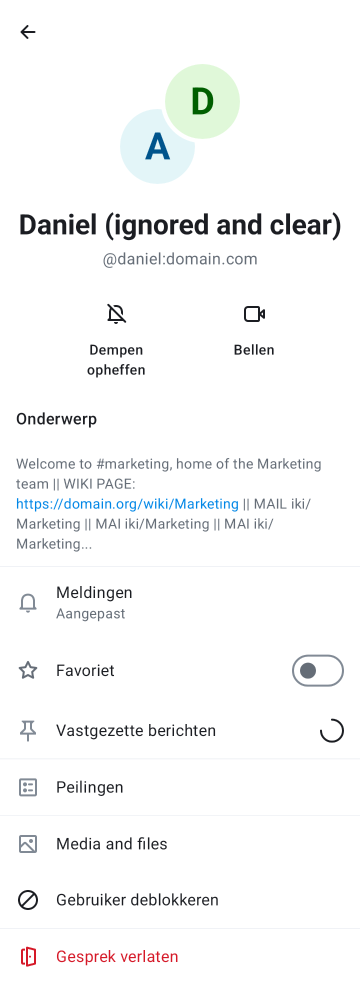 D
A
Daniel (ignored and clear)
@daniel:domain.com
Dempen
opheffen
Bellen
Onderwerp
Welcome to #marketing, home of the Marketing
team || WIKI PAGE:
https://domain.org/wiki/Marketing || MAIL iki/
Marketing || MAI iki/Marketing || MAI iki/
Marketing...
Meldingen
Aangepast
Favoriet
Vastgezette berichten
Peilingen
Media and files
Gebruiker deblokkeren
Gesprek verlaten